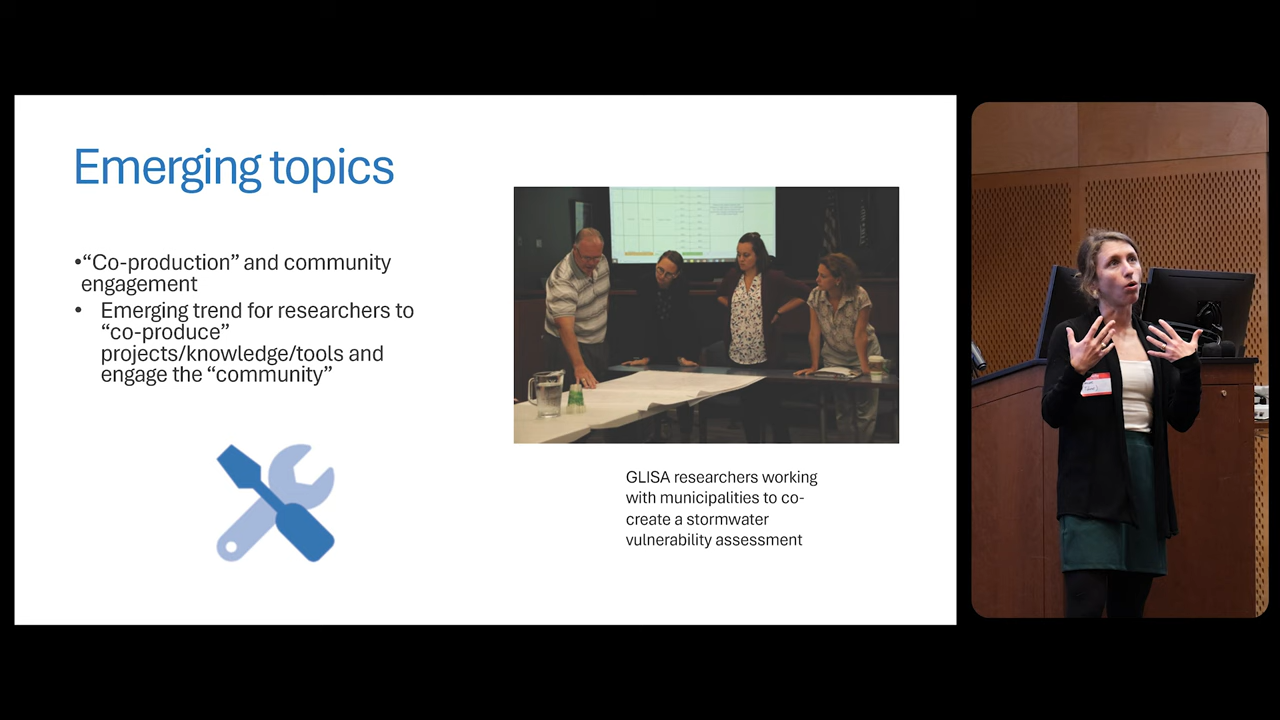 Emerging topics
•“Co-production” and community
engagement
• Emerging trend for researchers to
“co-produce”
projects/knowledge/tools and
engage the “community”
GLISA researchers working
with municipalities to co-
create a stormwater
vulnerability assessment